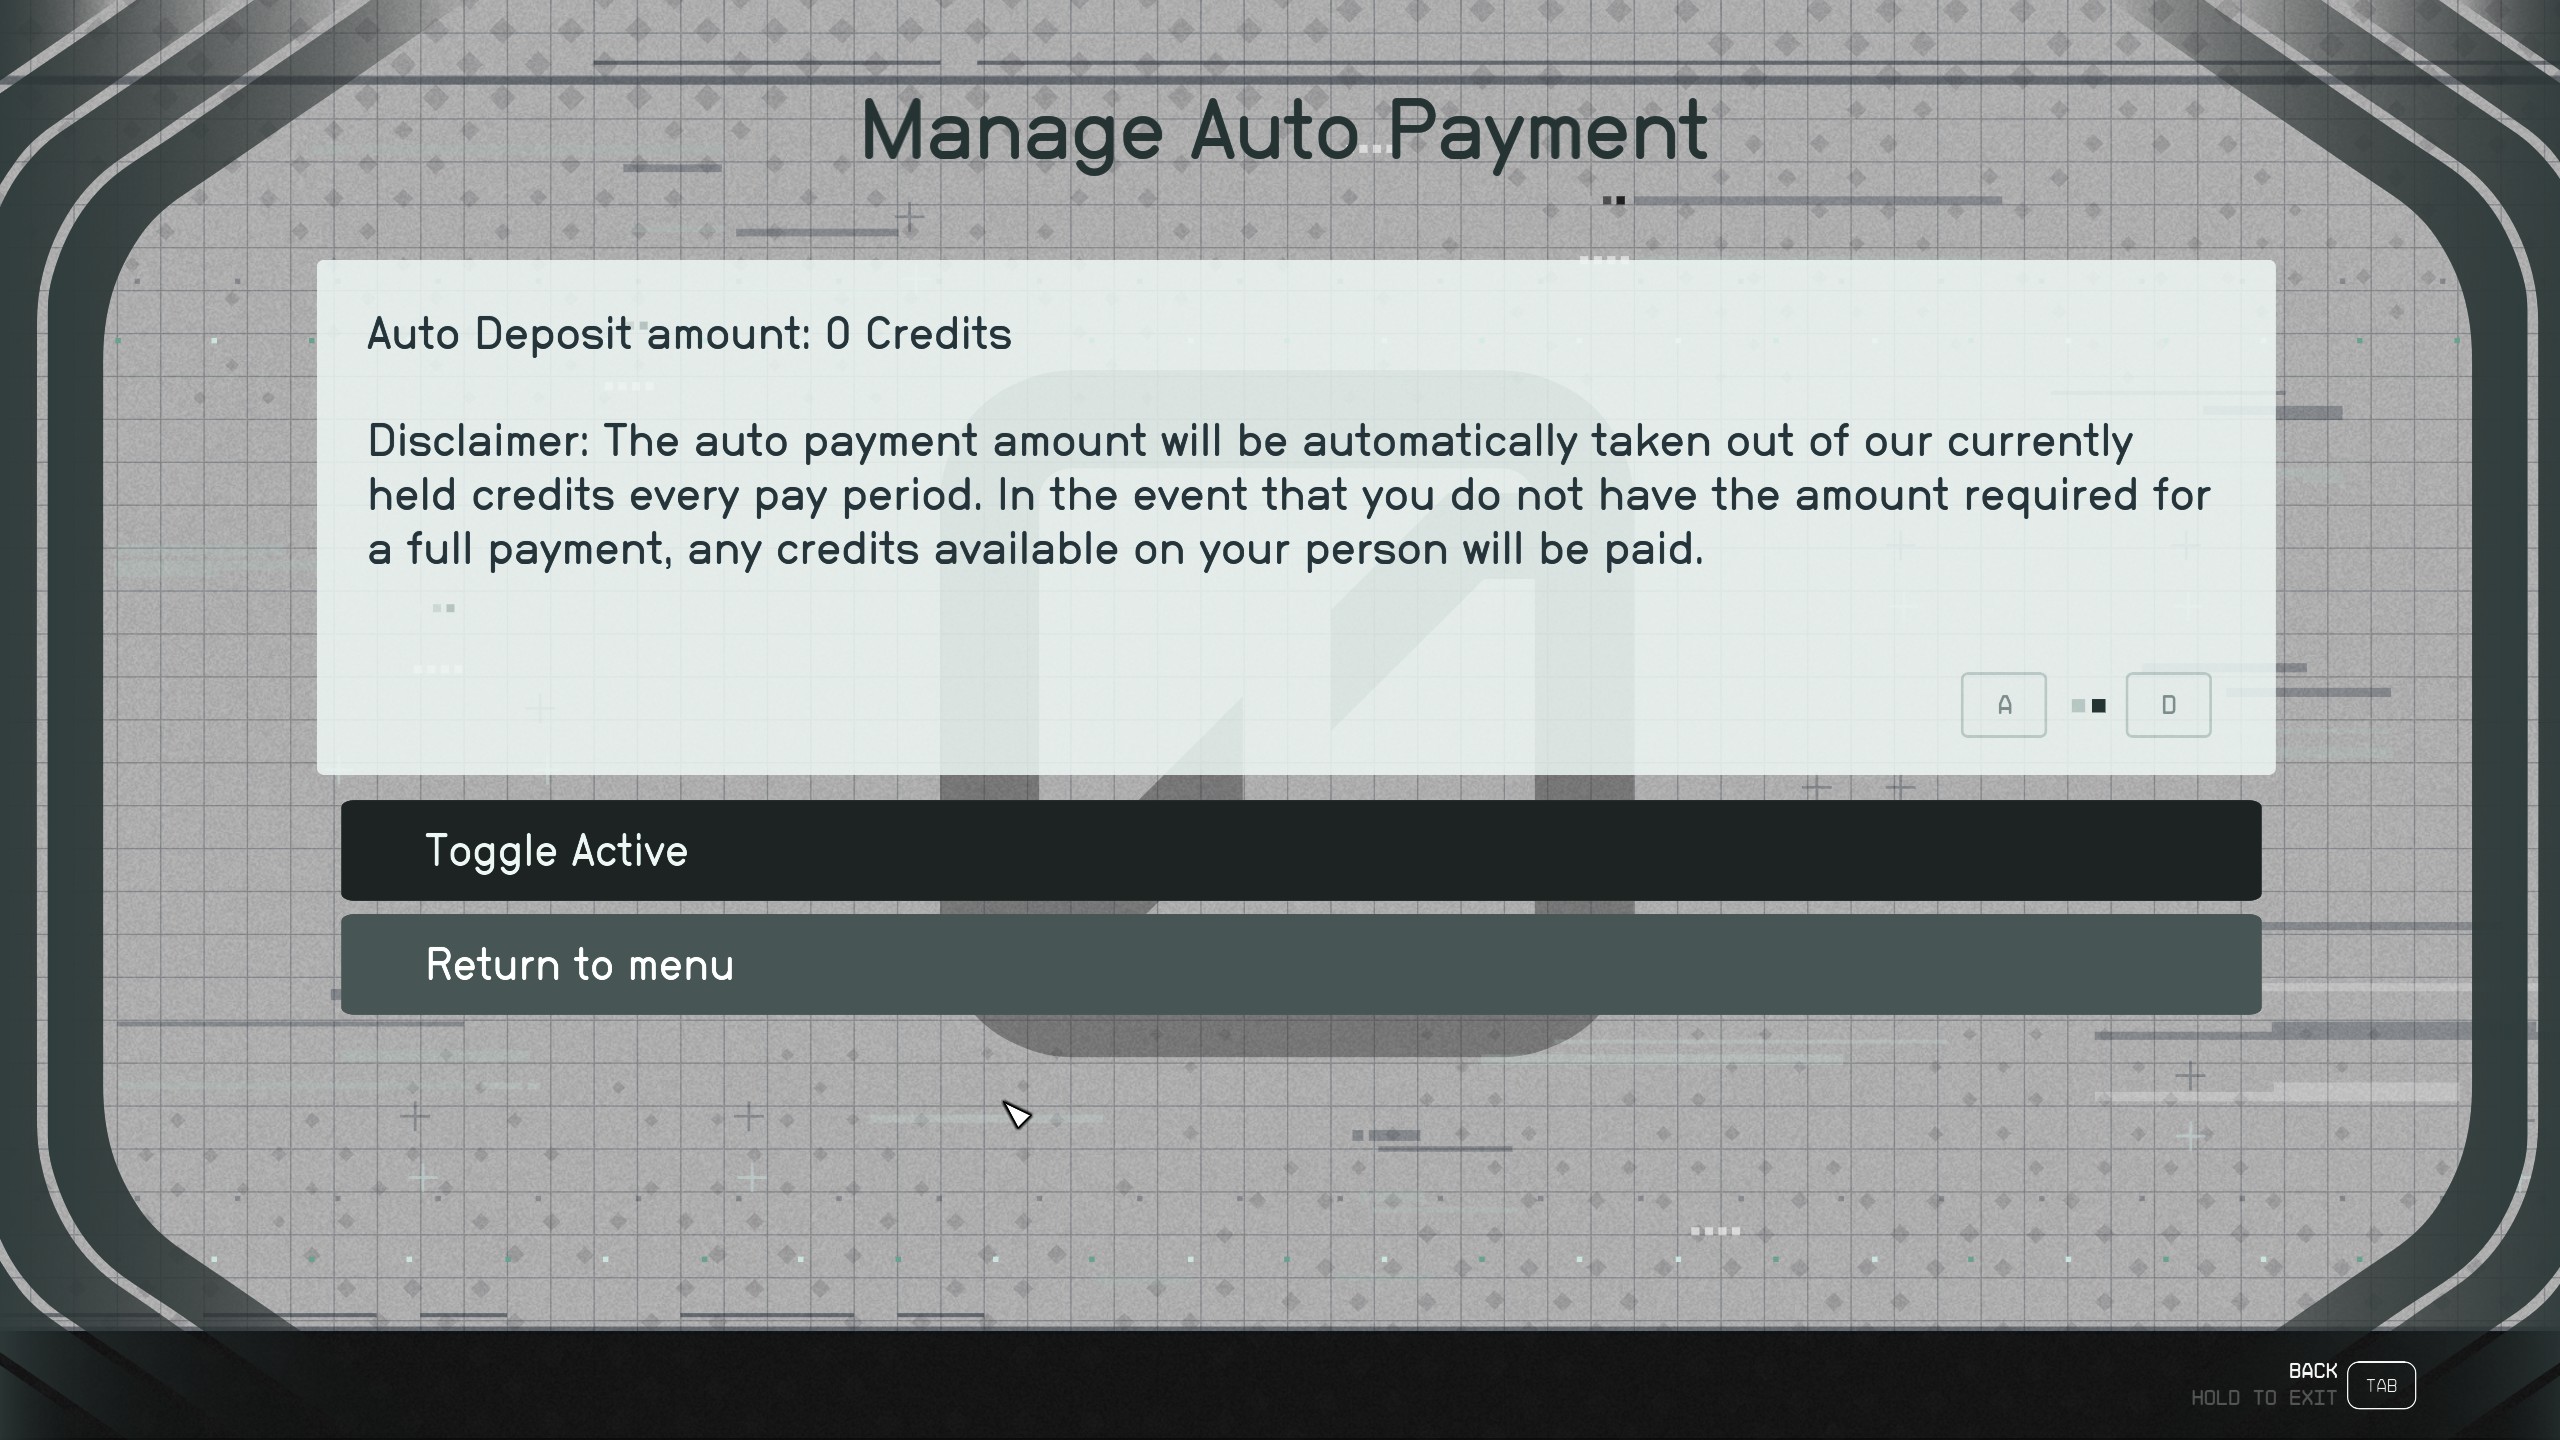 Manage Auto Payment
Auto Deposit amount: 0 Credits
Disclaimer: The auto payment amount will be automatically taken out of our currently
held credits every pay period. In the event that you do not have the amount required for
a full payment, any credits available on your person will be paid.
A D
Toggle Active
Return to menu
BACK
HOLD TO EXIT TAB